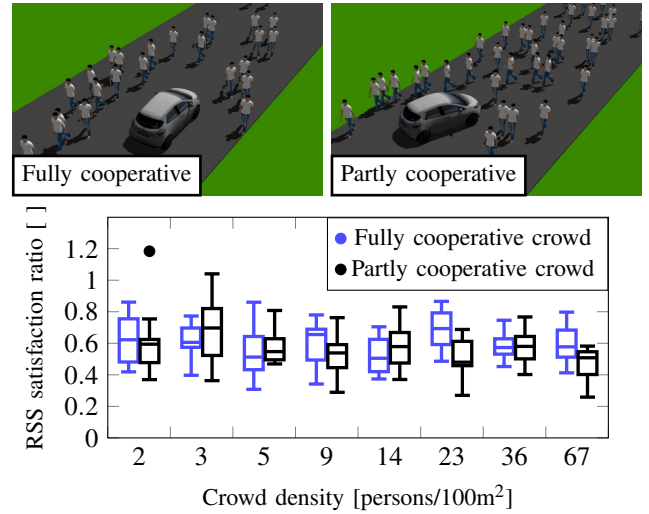 Fully cooperative
Partly cooperative
RSS satisfaction ratio [ ]
1.2
1
0.8
0.6
0.4
0.2
0
Fully cooperative crowd
Partly cooperative crowd
2 3 5 9 14 23 36 67
Crowd density [persons/100m²]